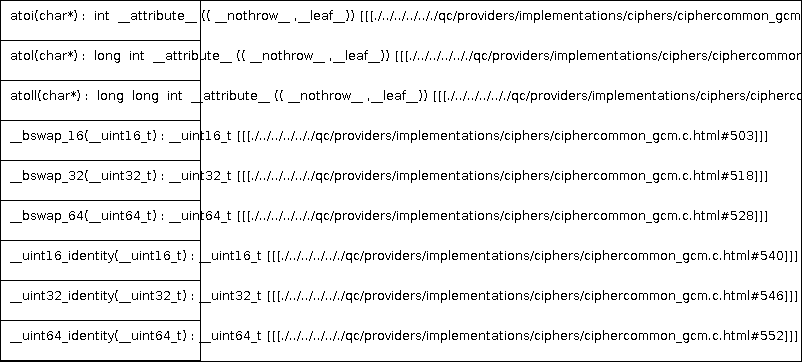 atoi(char*) : int __attribute__ (( __nothrow__ ,__leaf__)) [[[./../../../../qc/providers/implementations/ciphers/ciphercommon_gcm
atol(char*) : long int __attribute__ (( __nothrow__ ,__leaf__)) [[[./../../../../qc/providers/implementations/ciphers/ciphercommo
atoll(char*) : long long int __attribute__ (( __nothrow__ ,__leaf__)) [[[./../../../../qc/providers/implementations/ciphers/cipherc
__bswap_16(__uint16_t) : __uint16_t [[[./../../../../qc/providers/implementations/ciphers/ciphercommon_gcm.c.html#503]]]
__bswap_32(__uint32_t) : __uint32_t [[[./../../../../qc/providers/implementations/ciphers/ciphercommon_gcm.c.html#518]]]
__bswap_64(__uint64_t) : __uint64_t [[[./../../../../qc/providers/implementations/ciphers/ciphercommon_gcm.c.html#528]]]
__uint16_identity(__uint16_t) : __uint16_t [[[./../../../../qc/providers/implementations/ciphers/ciphercommon_gcm.c.html#540]]]
__uint32_identity(__uint32_t) : __uint32_t [[[./../../../../qc/providers/implementations/ciphers/ciphercommon_gcm.c.html#546]]]
__uint64_identity(__uint64_t) : __uint64_t [[[./../../../../qc/providers/implementations/ciphers/ciphercommon_gcm.c.html#552]]]